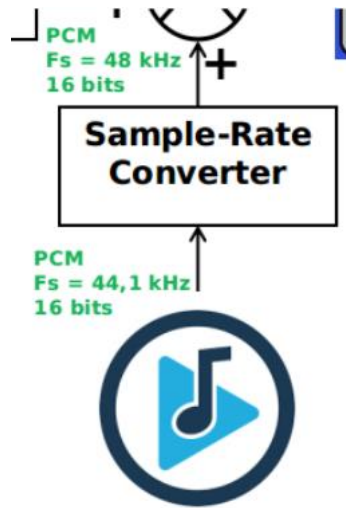 +
PCM
Fs = 48 kHz
16 bits
+
Sample-Rate
Converter
PCM
Fs = 44,1 kHz
16 bits